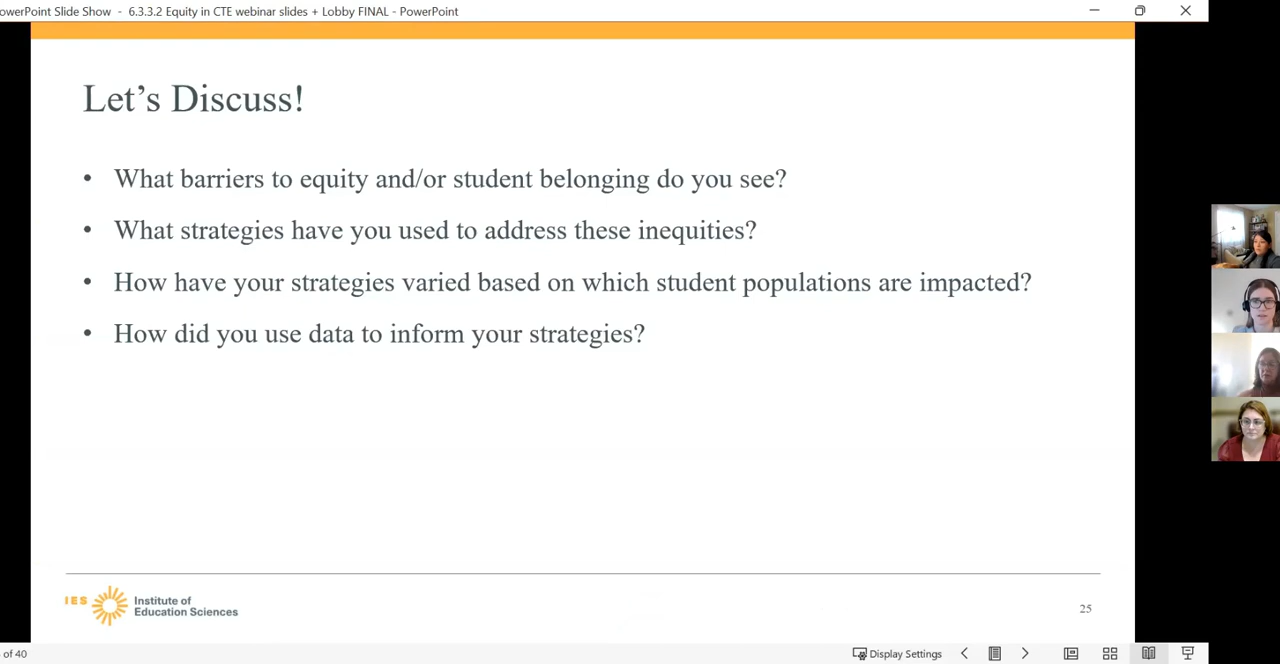 owerPoint Slide Show - 6.3.3.2 Equity in CTE webinar slides + Lobby FINAL - PowerPoint
Let's Discuss!
• What barriers to equity and/or student belonging do you see?
• What strategies have you used to address these inequities?
• How have your strategies varied based on which student populations are impacted?
• How did you use data to inform your strategies?
IES Institute of
Education Sciences
25
of 40
Display Settings